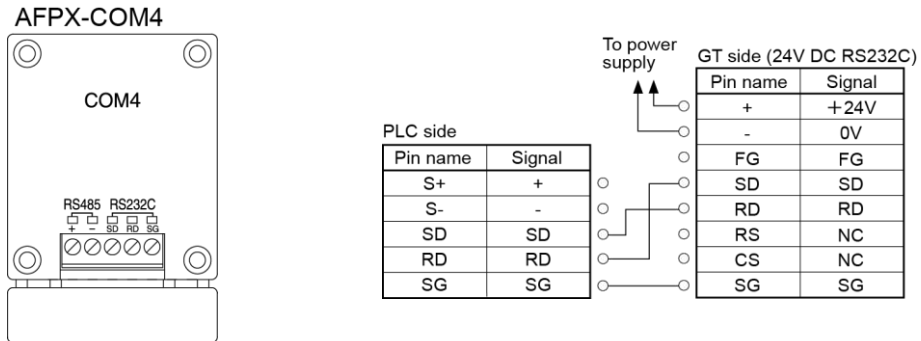 AFPX-COM4
COM4
RS485 RS232C
+ - SD RD SG
PLC side
Pin name Signal
S+ +
S- -
SD SD
RD RD
SG SG
To power
supply
GT side (24V DC RS232C)
Pin name Signal
+ +24V
- 0V
FG FG
SD SD
RD RD
RS NC
CS NC
SG SG